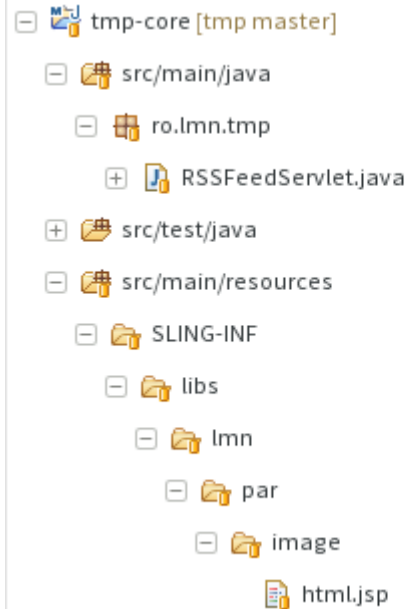 tmp-core [tmp master]
src/main/java
ro.lmn.tmp
RSSFeedServlet.java
src/test/java
src/main/resources
SLING-INF
libs
lmn
par
image
html.jsp